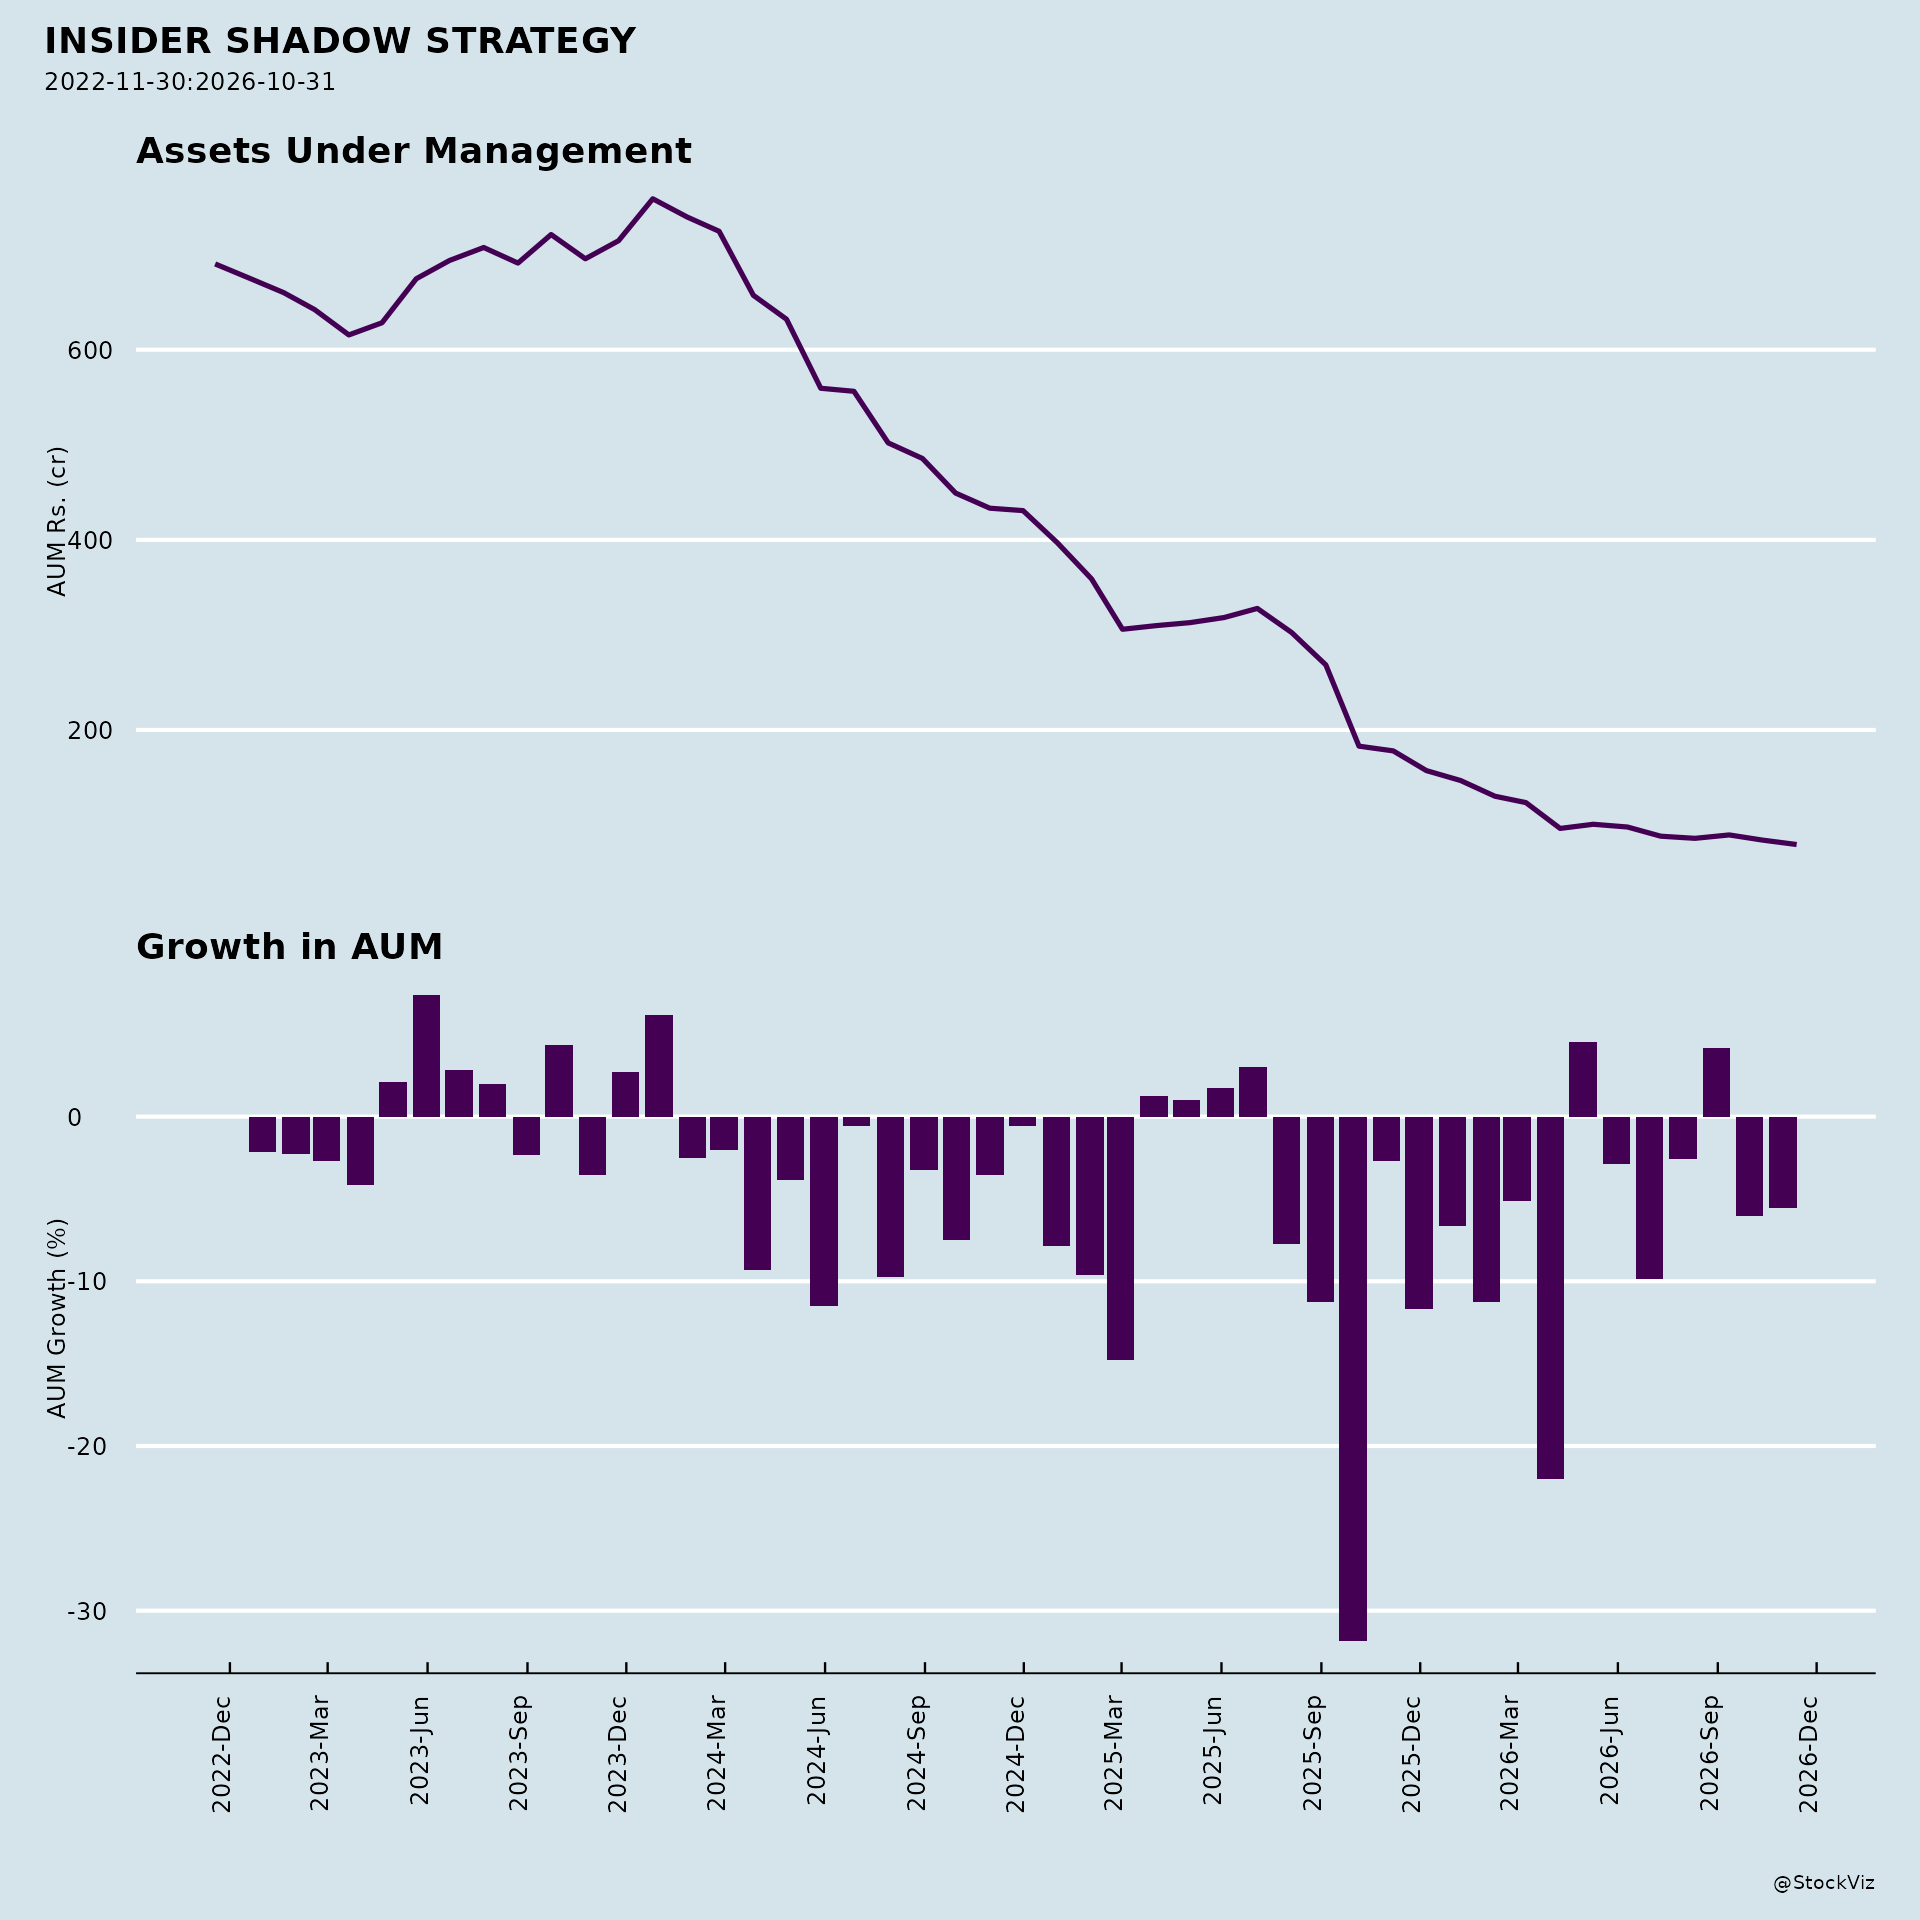 INSIDER SHADOW STRATEGY
2022-11-30:2026-10-31
Assets Under Management
AUM Rs. (cr)
600
400
200
Growth in AUM
AUM Growth (%)
0
-10
-20
-30
2022-Dec
2023-Mar
2023-Jun
2023-Sep
2023-Dec
2024-Mar
2024-Jun
2024-Sep
2024-Dec
2025-Mar
2025-Jun
2025-Sep
2025-Dec
2026-Mar
2026-Jun
2026-Sep
2026-Dec
@StockViz